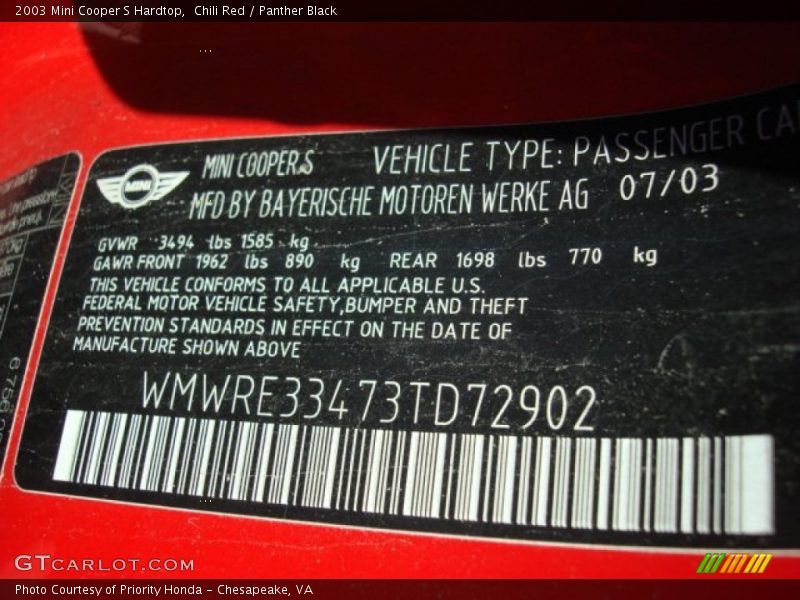 2003 Mini Cooper S Hardtop,  Chili Red / Panther Black
MINI
MINI COOPER.S
VEHICLE TYPE: PASSENGER CA
MFD BY BAYERISCHE MOTOREN WERKE AG 07/03
GVWR 3494 lbs 1585 kg
GAWR FRONT 1962 lbs 890 kg REAR 1698 lbs 770 kg
THIS VEHICLE CONFORMS TO ALL APPLICABLE U.S.
FEDERAL MOTOR VEHICLE SAFETY,BUMPER AND THEFT
PREVENTION STANDARDS IN EFFECT ON THE DATE OF
MANUFACTURE SHOWN ABOVE
WMWRE33473TD72902
GTCARLOT.COM
Photo Courtesy of Priority Honda - Chesapeake, VA